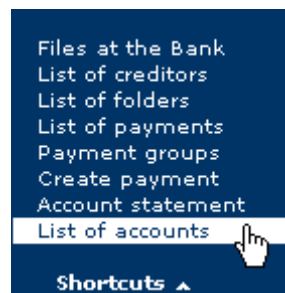 Files at the Bank
List of creditors
List of folders
List of payments
Payment groups
Create payment
Account statement
List of accounts
Shortcuts ▲